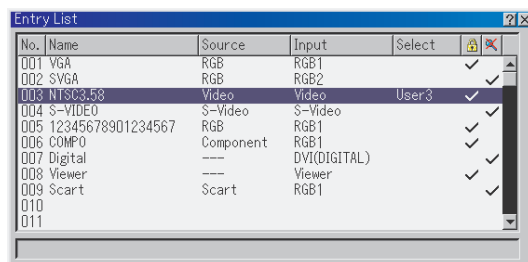 Entry List
No. Name Source Input Select
001 VGA RGB RGB1
002 SVGA RGB RGB2
003 NTSC3.58 Video Video User3
004 S-VIDEO S-Video S-Video
005 12345678901234567 RGB RGB1
006 COMPO Component RGB1
007 Digital --- DVI(DIGITAL)
008 Viewer --- Viewer
009 Scart Scart RGB1
010
011